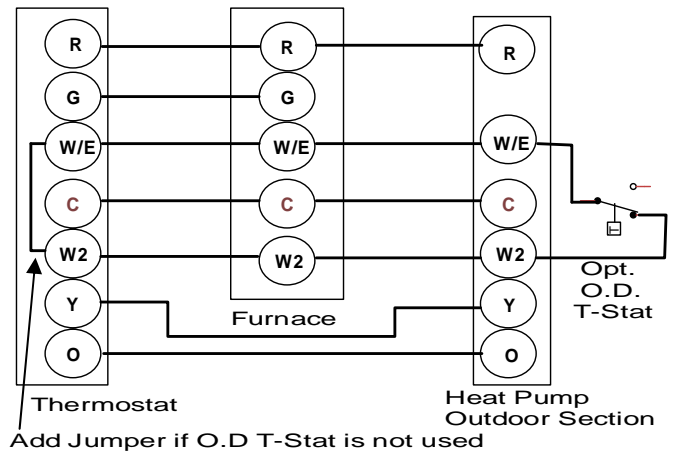 R R R
G G
W/E W/E W/E
C C C
W2 W2 W2
T
Opt.
O.D.
T-Stat
Y Y
Furnace
O O
Thermostat
Heat Pump
Outdoor Section
Add Jumper if O.D T-Stat is not used